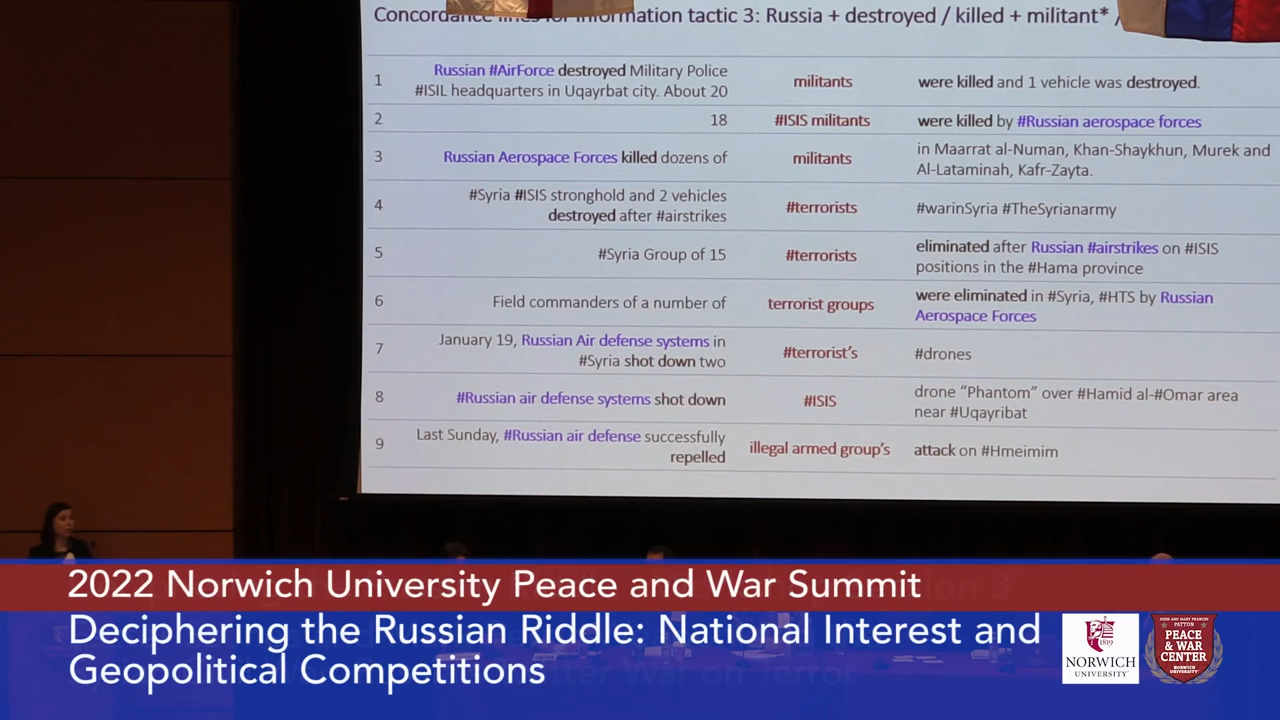 Concordance lines for information tactic 3: Russia + destroyed / killed + militant* /
1 Russian #AirForce destroyed Military Police
#ISIL headquarters in Uqayrbat city. About 20 militants were killed and 1 vehicle was destroyed.
2 18 #ISIS militants were killed by #Russian aerospace forces
3 Russian Aerospace Forces killed dozens of militants in Maarrat al-Numan, Khan-Shaykhun, Murek and
Al-Lataminah, Kafr-Zayta.
4 #Syria #ISIS stronghold and 2 vehicles
destroyed after #airstrikes #terrorists #warinSyria #TheSyrianarmy
5 #Syria Group of 15 #terrorists eliminated after Russian #airstrikes on #ISIS
positions in the #Hama province
6 Field commanders of a number of terrorist groups were eliminated in #Syria, #HTS by Russian
Aerospace Forces
7 January 19, Russian Air defense systems in
#Syria shot down two #terrorist's #drones
8 #Russian air defense systems shot down #ISIS drone “Phantom” over #Hamid al-#Omar area
near #Uqayribat
9 Last Sunday, #Russian air defense successfully
repelled illegal armed group's attack on #Hmeimim
2022 Norwich University Peace and War Summit
Deciphering the Russian Riddle: National Interest and
Geopolitical Competitions
1819
NORWICH
UNIVERSITY
JOHN AND MARY FRANCES
PATTON
PEACE
& WAR
CENTER
NORWICH
UNIVERSITY